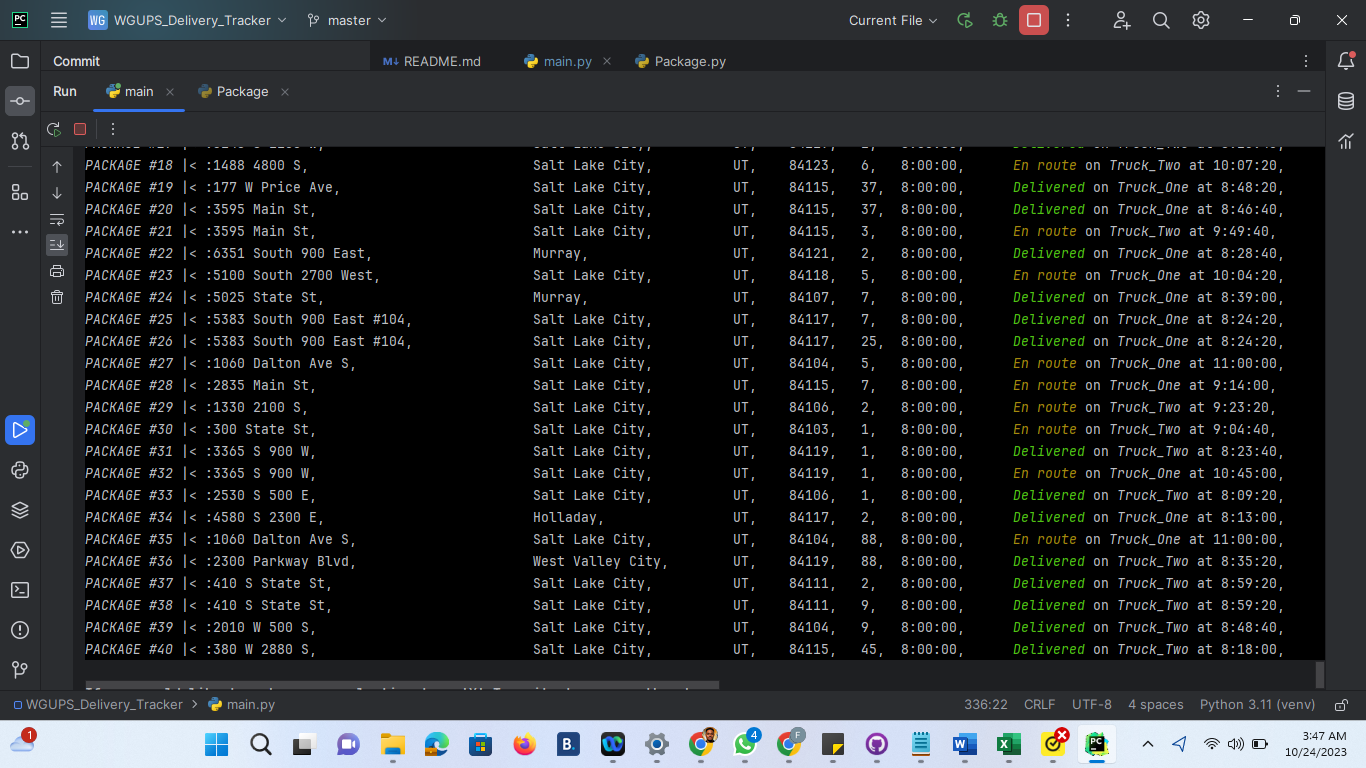 WG WGUPS_Delivery_Tracker master Current File
Commit README.md main.py Package.py
Run main Package
PACKAGE #18 |< :1488 4800 S, Salt Lake City, UT, 84123, 6, 8:00:00, En route on Truck_Two at 10:07:20,
PACKAGE #19 |< :177 W Price Ave, Salt Lake City, UT, 84115, 37, 8:00:00, Delivered on Truck_One at 8:48:20,
PACKAGE #20 |< :3595 Main St, Salt Lake City, UT, 84115, 37, 8:00:00, Delivered on Truck_One at 8:46:40,
PACKAGE #21 |< :3595 Main St, Salt Lake City, UT, 84115, 3, 8:00:00, En route on Truck_Two at 9:49:40,
PACKAGE #22 |< :6351 South 900 East, Murray, UT, 84121, 2, 8:00:00, Delivered on Truck_One at 8:28:40,
PACKAGE #23 |< :5100 South 2700 West, Salt Lake City, UT, 84118, 5, 8:00:00, En route on Truck_One at 10:04:20,
PACKAGE #24 |< :5025 State St, Murray, UT, 84107, 7, 8:00:00, Delivered on Truck_One at 8:39:00,
PACKAGE #25 |< :5383 South 900 East #104, Salt Lake City, UT, 84117, 7, 8:00:00, Delivered on Truck_One at 8:24:20,
PACKAGE #26 |< :5383 South 900 East #104, Salt Lake City, UT, 84117, 25, 8:00:00, Delivered on Truck_One at 8:24:20,
PACKAGE #27 |< :1060 Dalton Ave S, Salt Lake City, UT, 84104, 5, 8:00:00, En route on Truck_One at 11:00:00,
PACKAGE #28 |< :2835 Main St, Salt Lake City, UT, 84115, 7, 8:00:00, En route on Truck_One at 9:14:00,
PACKAGE #29 |< :1330 2100 S, Salt Lake City, UT, 84106, 2, 8:00:00, En route on Truck_Two at 9:23:20,
PACKAGE #30 |< :300 State St, Salt Lake City, UT, 84103, 1, 8:00:00, En route on Truck_Two at 9:04:40,
PACKAGE #31 |< :3365 S 900 W, Salt Lake City, UT, 84119, 1, 8:00:00, Delivered on Truck_Two at 8:23:40,
PACKAGE #32 |< :3365 S 900 W, Salt Lake City, UT, 84119, 1, 8:00:00, En route on Truck_One at 10:45:00,
PACKAGE #33 |< :2530 S 500 E, Salt Lake City, UT, 84106, 1, 8:00:00, Delivered on Truck_Two at 8:09:20,
PACKAGE #34 |< :4580 S 2300 E, Holladay, UT, 84117, 2, 8:00:00, Delivered on Truck_One at 8:13:00,
PACKAGE #35 |< :1060 Dalton Ave S, Salt Lake City, UT, 84104, 88, 8:00:00, En route on Truck_One at 11:00:00,
PACKAGE #36 |< :2300 Parkway Blvd, West Valley City, UT, 84119, 88, 8:00:00, Delivered on Truck_Two at 8:35:20,
PACKAGE #37 |< :410 S State St, Salt Lake City, UT, 84111, 2, 8:00:00, Delivered on Truck_Two at 8:59:20,
PACKAGE #38 |< :410 S State St, Salt Lake City, UT, 84111, 9, 8:00:00, Delivered on Truck_Two at 8:59:20,
PACKAGE #39 |< :2010 W 500 S, Salt Lake City, UT, 84104, 9, 8:00:00, Delivered on Truck_Two at 8:48:40,
PACKAGE #40 |< :380 W 2880 S, Salt Lake City, UT, 84115, 45, 8:00:00, Delivered on Truck_Two at 8:18:00,
WGUPS_Delivery_Tracker > main.py 336:22 CRLF UTF-8 4 spaces Python 3.11 (venv)
3:47 AM
10/24/2023